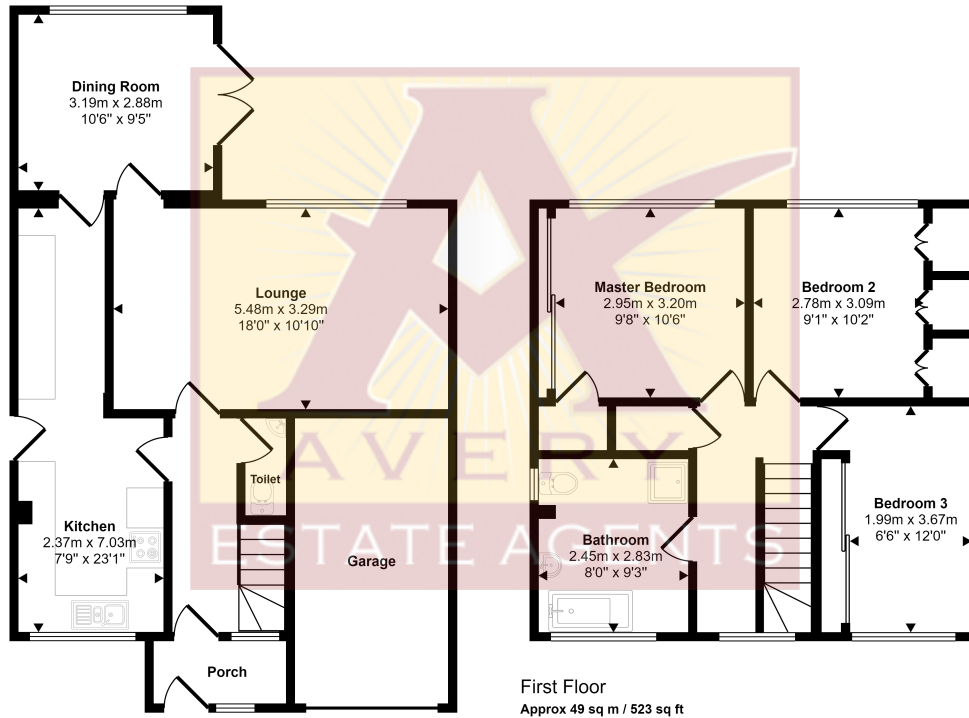 Dining Room
3.19m x 2.88m
10'6" x 9'5"
Lounge
5.48m x 3.29m
18'0" x 10'10"
Master Bedroom
2.95m x 3.20m
9'8" x 10'6"
Bedroom 2
2.78m x 3.09m
9'1" x 10'2"
AVERY
ESTATE AGENTS
Toilet
Kitchen
2.37m x 7.03m
7'9" x 23'1"
Garage
Bathroom
2.45m x 2.83m
8'0" x 9'3"
Bedroom 3
1.99m x 3.67m
6'6" x 12'0"
Porch
First Floor
Approx 49 sq m / 523 sq ft